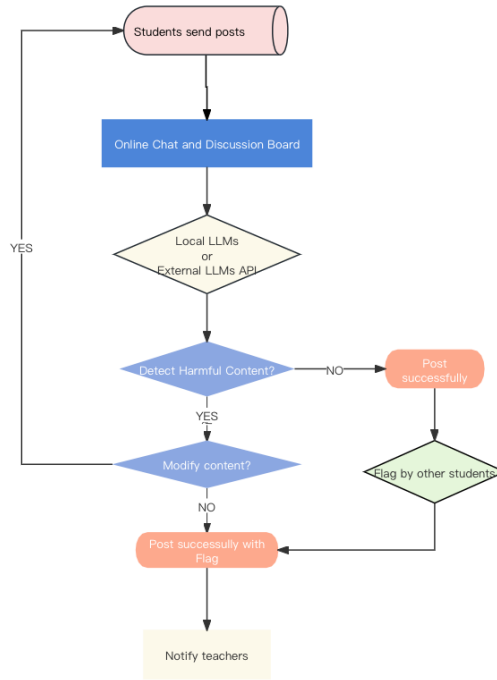 Students send posts
Online Chat and Discussion Board
Local LLMs
or
External LLMs API
Detect Harmful Content?
NO
Post
successfully
YES
YES
Modify content?
Flag by other students
NO
Post successully with
Flag
Notify teachers